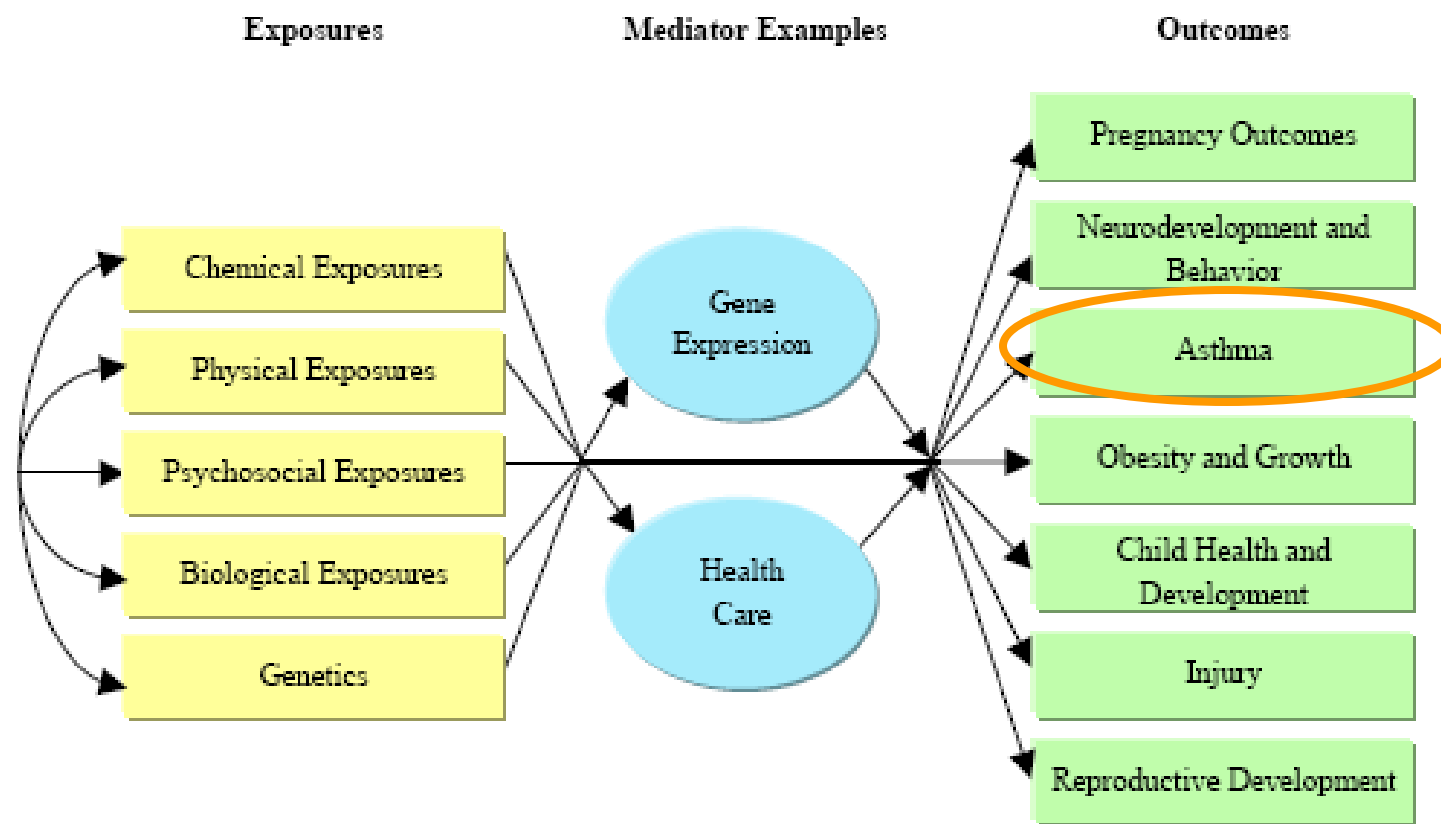 Exposures
Mediator Examples
Outcomes
Chemical Exposures
Physical Exposures
Psychosocial Exposures
Biological Exposures
Genetics
Gene
Expression
Health
Care
Pregnancy Outcomes
Neurodevelopment and
Behavior
Asthma
Obesity and Growth
Child Health and
Development
Injury
Reproductive Development